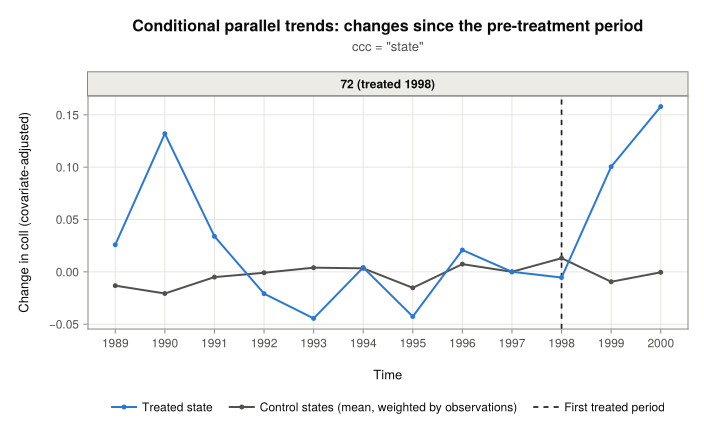 Conditional parallel trends: changes since the pre-treatment period
ccc = "state"
72 (treated 1998)
Change in coll (covariate-adjusted)
0.15
0.10
0.05
0.00
−0.05
1989 1990 1991 1992 1993 1994 1995 1996 1997 1998 1999 2000
Time
Treated state Control states (mean, weighted by observations) First treated period